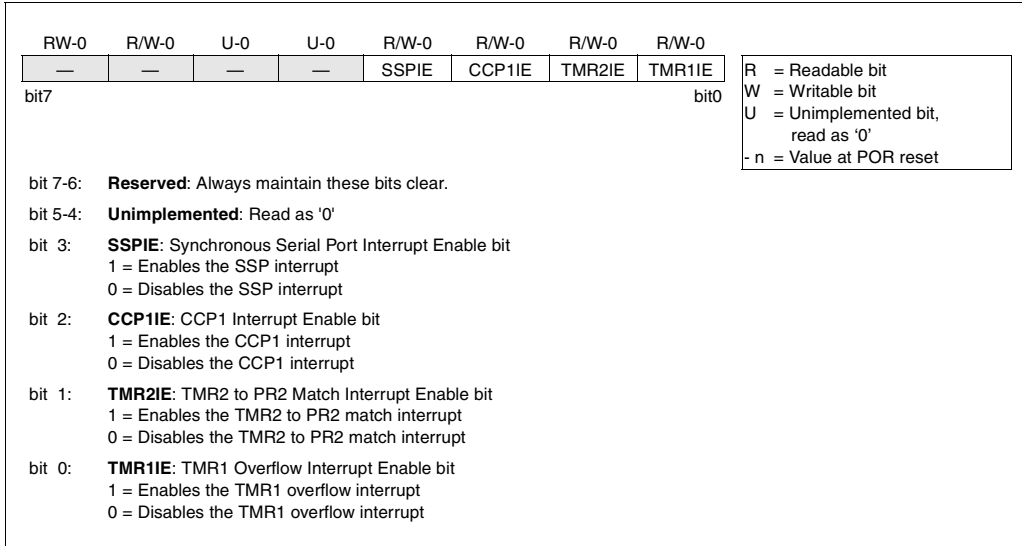 RW-0 R/W-0 U-0 U-0 R/W-0 R/W-0 R/W-0 R/W-0
— — — — SSPIE CCP1IE TMR2IE TMR1IE
bit7 bit0
R = Readable bit
W = Writable bit
U = Unimplemented bit,
read as ‘0’
- n = Value at POR reset
bit 7-6: Reserved: Always maintain these bits clear.
bit 5-4: Unimplemented: Read as '0'
bit 3: SSPIE: Synchronous Serial Port Interrupt Enable bit
1 = Enables the SSP interrupt
0 = Disables the SSP interrupt
bit 2: CCP1IE: CCP1 Interrupt Enable bit
1 = Enables the CCP1 interrupt
0 = Disables the CCP1 interrupt
bit 1: TMR2IE: TMR2 to PR2 Match Interrupt Enable bit
1 = Enables the TMR2 to PR2 match interrupt
0 = Disables the TMR2 to PR2 match interrupt
bit 0: TMR1IE: TMR1 Overflow Interrupt Enable bit
1 = Enables the TMR1 overflow interrupt
0 = Disables the TMR1 overflow interrupt